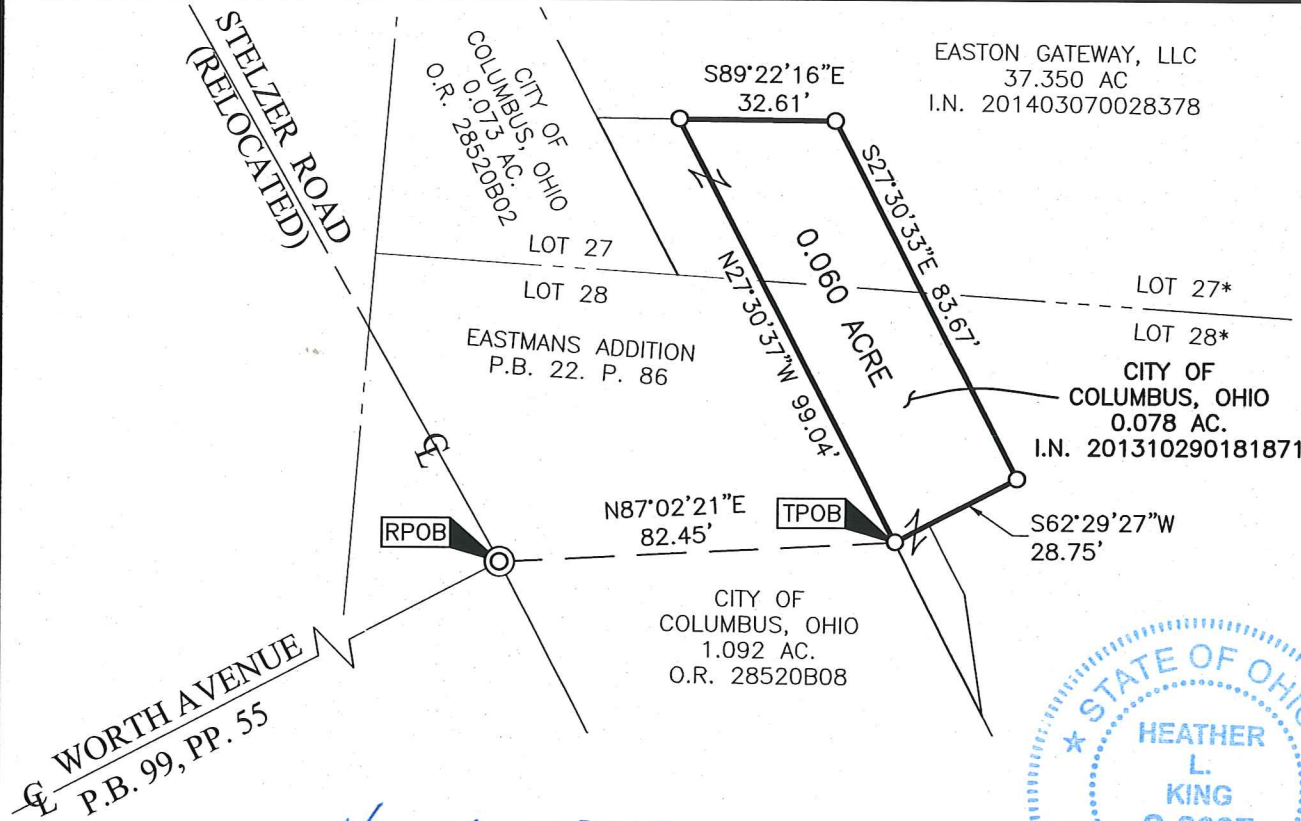 STELZER ROAD
(RELOCATED)
CITY OF
COLUMBUS, OHIO
0.073 AC.
O.R. 28520B02
S89°22'16"E
32.61'
EASTON GATEWAY, LLC
37.350 AC
I.N. 201403070028378
S27°30'33"E 83.67'
0.060 ACRE
N27°30'37"W 99.04'
LOT 27
LOT 28
LOT 27*
LOT 28*
EASTMANS ADDITION
P.B. 22. P. 86
CITY OF
COLUMBUS, OHIO
0.078 AC.
I.N. 201310290181871
℄
RPOB
N87°02'21"E
82.45'
TPOB
S62°29'27"W
28.75'
CITY OF
COLUMBUS, OHIO
1.092 AC.
O.R. 28520B08
℄ WORTH AVENUE
P.B. 99, PP. 55
★ STATE OF OHIO
HEATHER
L.
KING